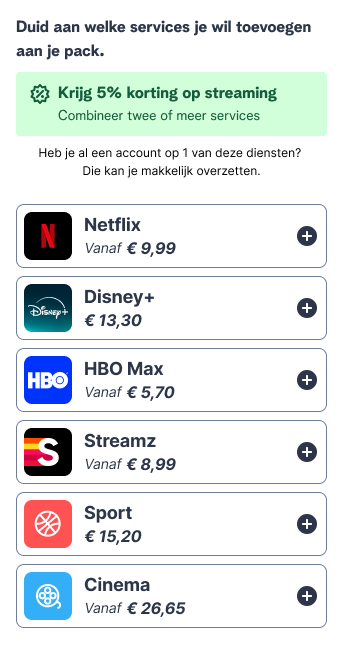 Duid aan welke services je wil toevoegen
aan je pack.
Krijg 5% korting op streaming
Combineer twee of meer services
Heb je al een account op 1 van deze diensten?
Die kan je makkelijk overzetten.
N
Netflix
Vanaf € 9,99
Disney+
Disney+
€ 13,30
HBO
HBO Max
Vanaf € 5,70
S
Streamz
Vanaf € 8,99
Sport
€ 15,20
Cinema
Vanaf € 26,65